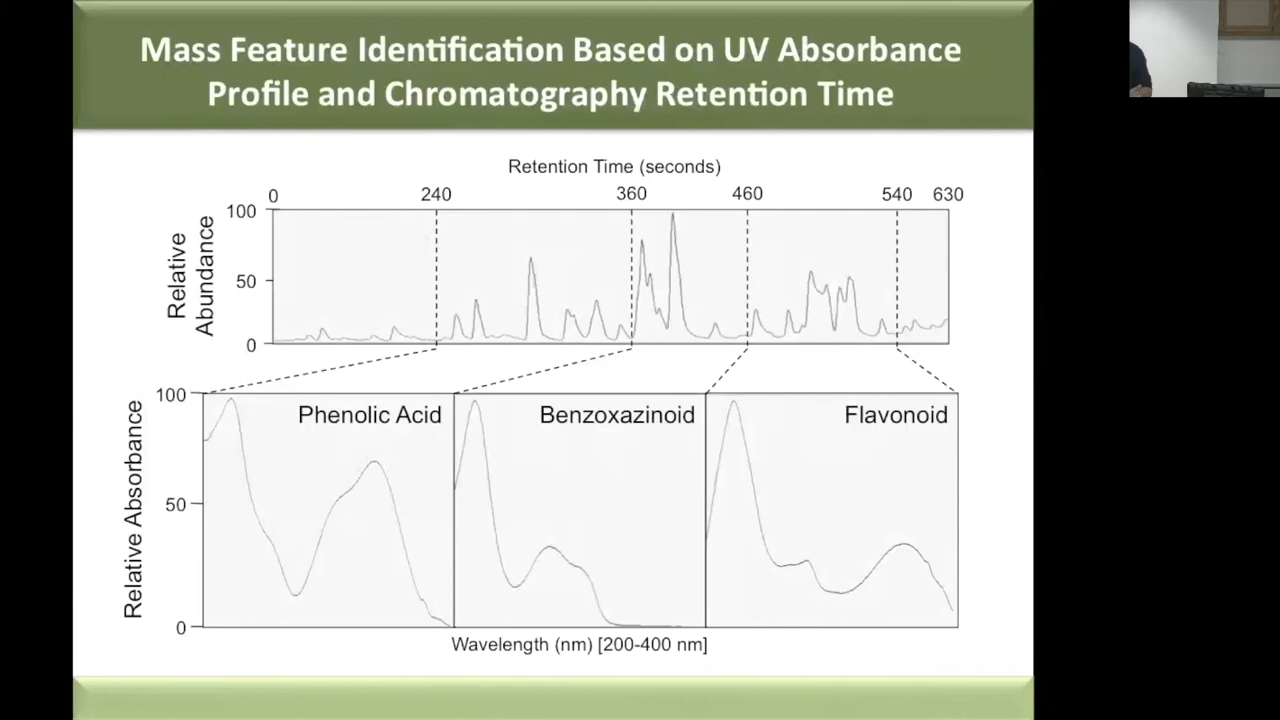 Mass Feature Identification Based on UV Absorbance
Profile and Chromatography Retention Time
Retention Time (seconds)
0 240 360 460 540 630
Relative
Abundance
100
50
0
Relative Absorbance
100
50
0
Phenolic Acid
Benzoxazinoid
Flavonoid
Wavelength (nm) [200-400 nm]